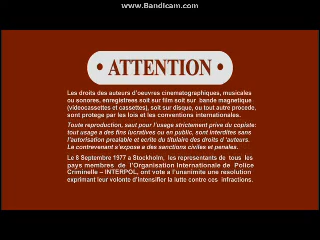 www.Bandicam.com
• ATTENTION •
Les droits des auteurs d'oeuvres cinematographiques, musicales
ou sonores, enregistrees soit sur film soit sur bande magnetique
(videocassettes et cassettes), soit sur disque, ou tout autre procede,
sont protege par les lois et les conventions internationales.
Toute reproduction, sauf pour l'usage strictement prive du copiste:
tout usage a des fins lucratives ou en public, sont interdites sans
l'autorisation prealable et ecrite du titulaire des droits d'auteurs.
Le contrevenant s'expose a des sanctions civiles et penales.
Le 8 Septembre 1977 a Stockholm, les representants de tous les
pays membres de l'Organisation Internationale de Police
Criminelle – INTERPOL, ont vote a l'unanimite une resolution
exprimant leur volonte d'intensifier la lutte contre ces infractions.